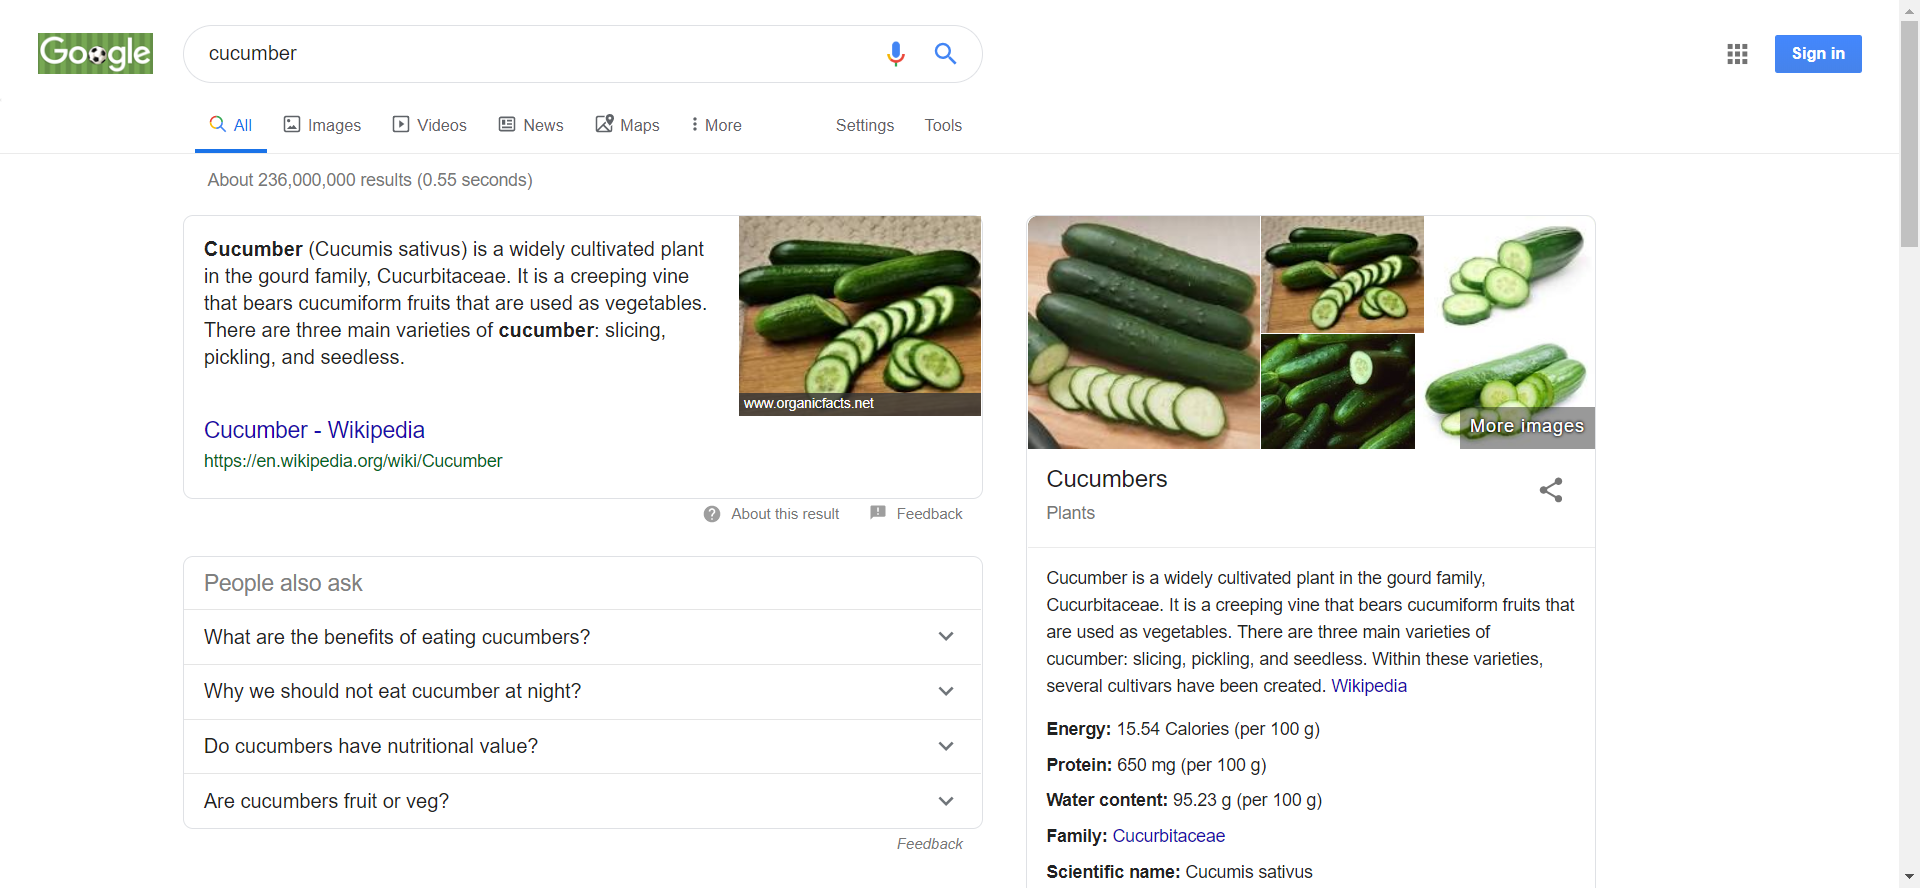 Google
cucumber
Sign in
All
Images
Videos
News
Maps
More
Settings
Tools
About 236,000,000 results (0.55 seconds)
Cucumber (Cucumis sativus) is a widely cultivated plant
in the gourd family, Cucurbitaceae. It is a creeping vine
that bears cucumiform fruits that are used as vegetables.
There are three main varieties of cucumber: slicing,
pickling, and seedless.
www.organicfacts.net
Cucumber - Wikipedia
https://en.wikipedia.org/wiki/Cucumber
About this result
Feedback
People also ask
What are the benefits of eating cucumbers?
Why we should not eat cucumber at night?
Do cucumbers have nutritional value?
Are cucumbers fruit or veg?
Feedback
More images
Cucumbers
Plants
Cucumber is a widely cultivated plant in the gourd family,
Cucurbitaceae. It is a creeping vine that bears cucumiform fruits that
are used as vegetables. There are three main varieties of
cucumber: slicing, pickling, and seedless. Within these varieties,
several cultivars have been created. Wikipedia
Energy: 15.54 Calories (per 100 g)
Protein: 650 mg (per 100 g)
Water content: 95.23 g (per 100 g)
Family: Cucurbitaceae
Scientific name: Cucumis sativus